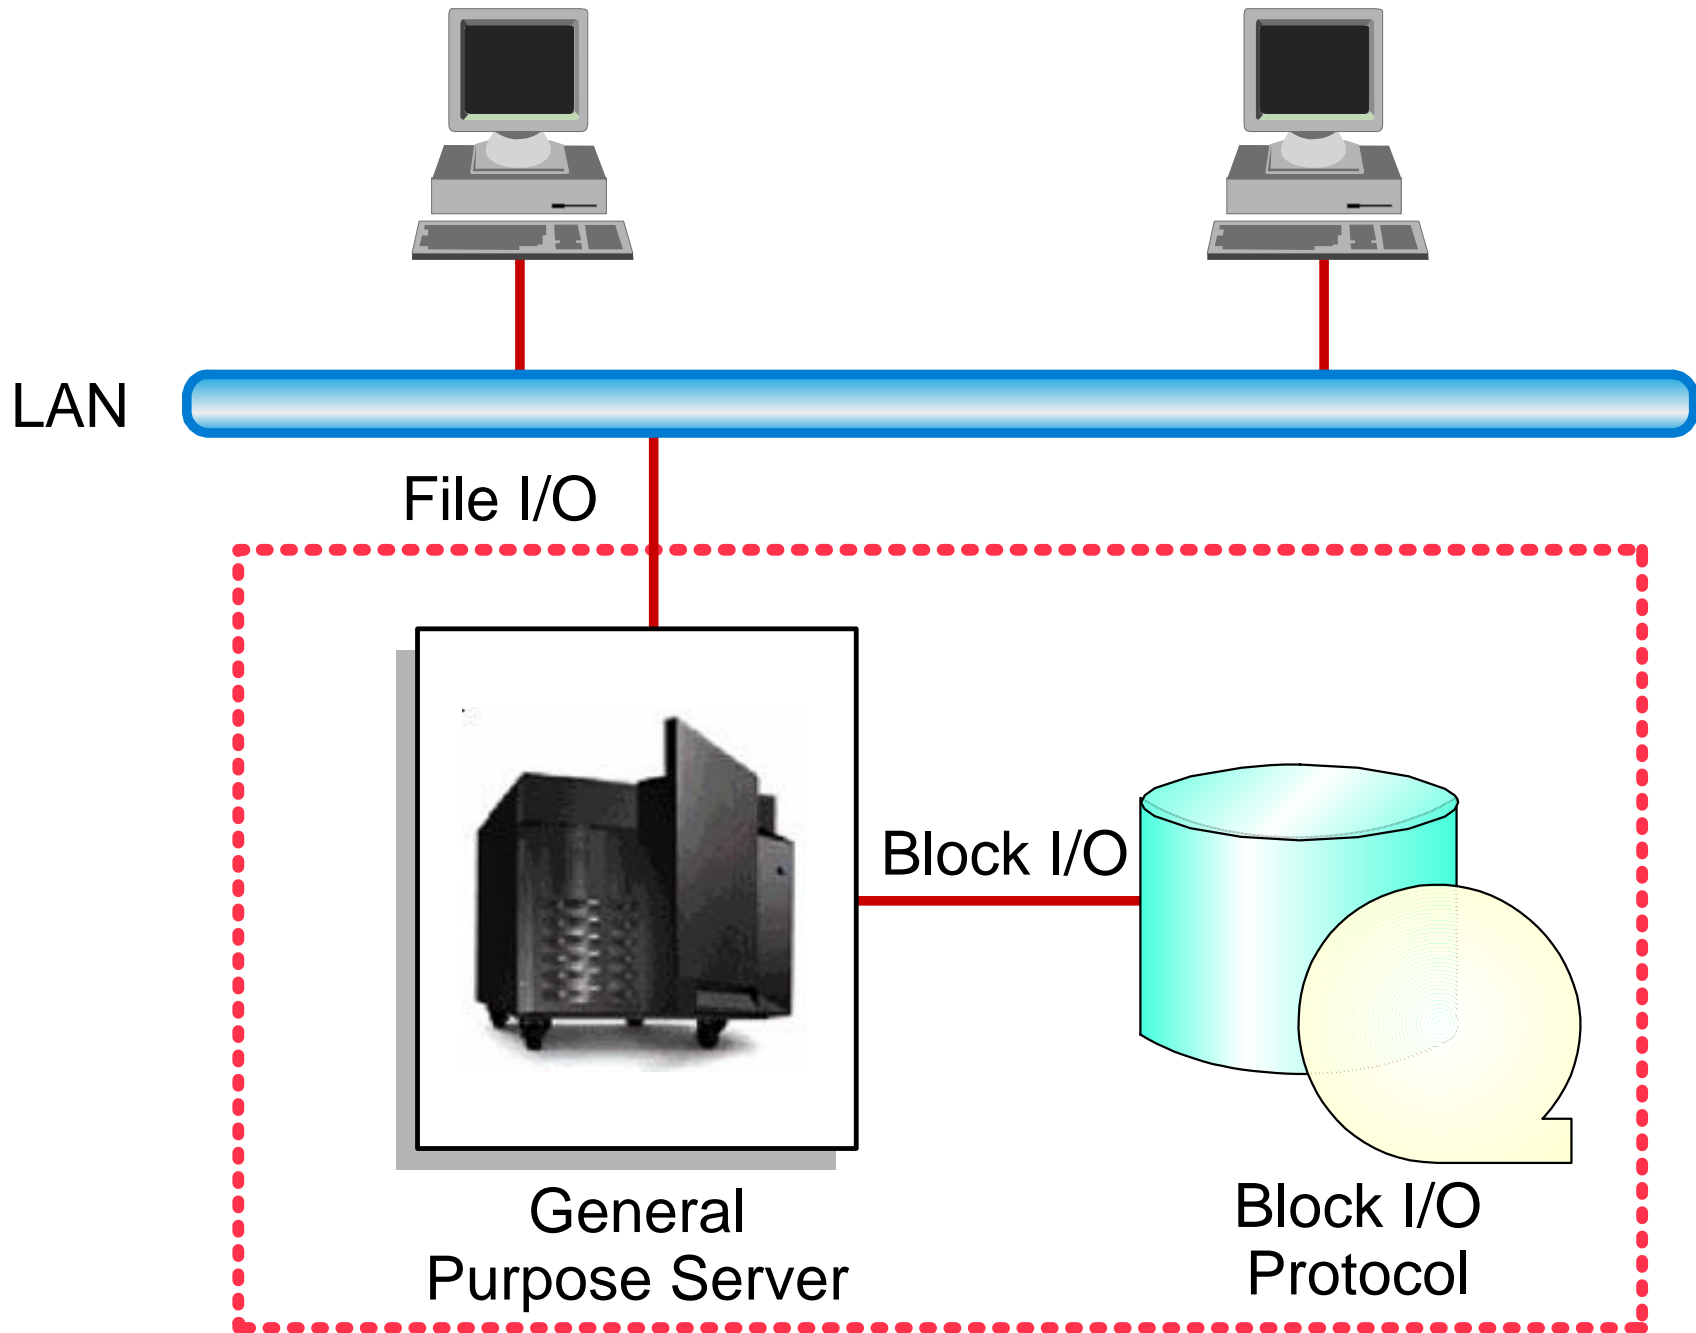 LAN
File I/O
Block I/O
General
Purpose Server
Block I/O
Protocol